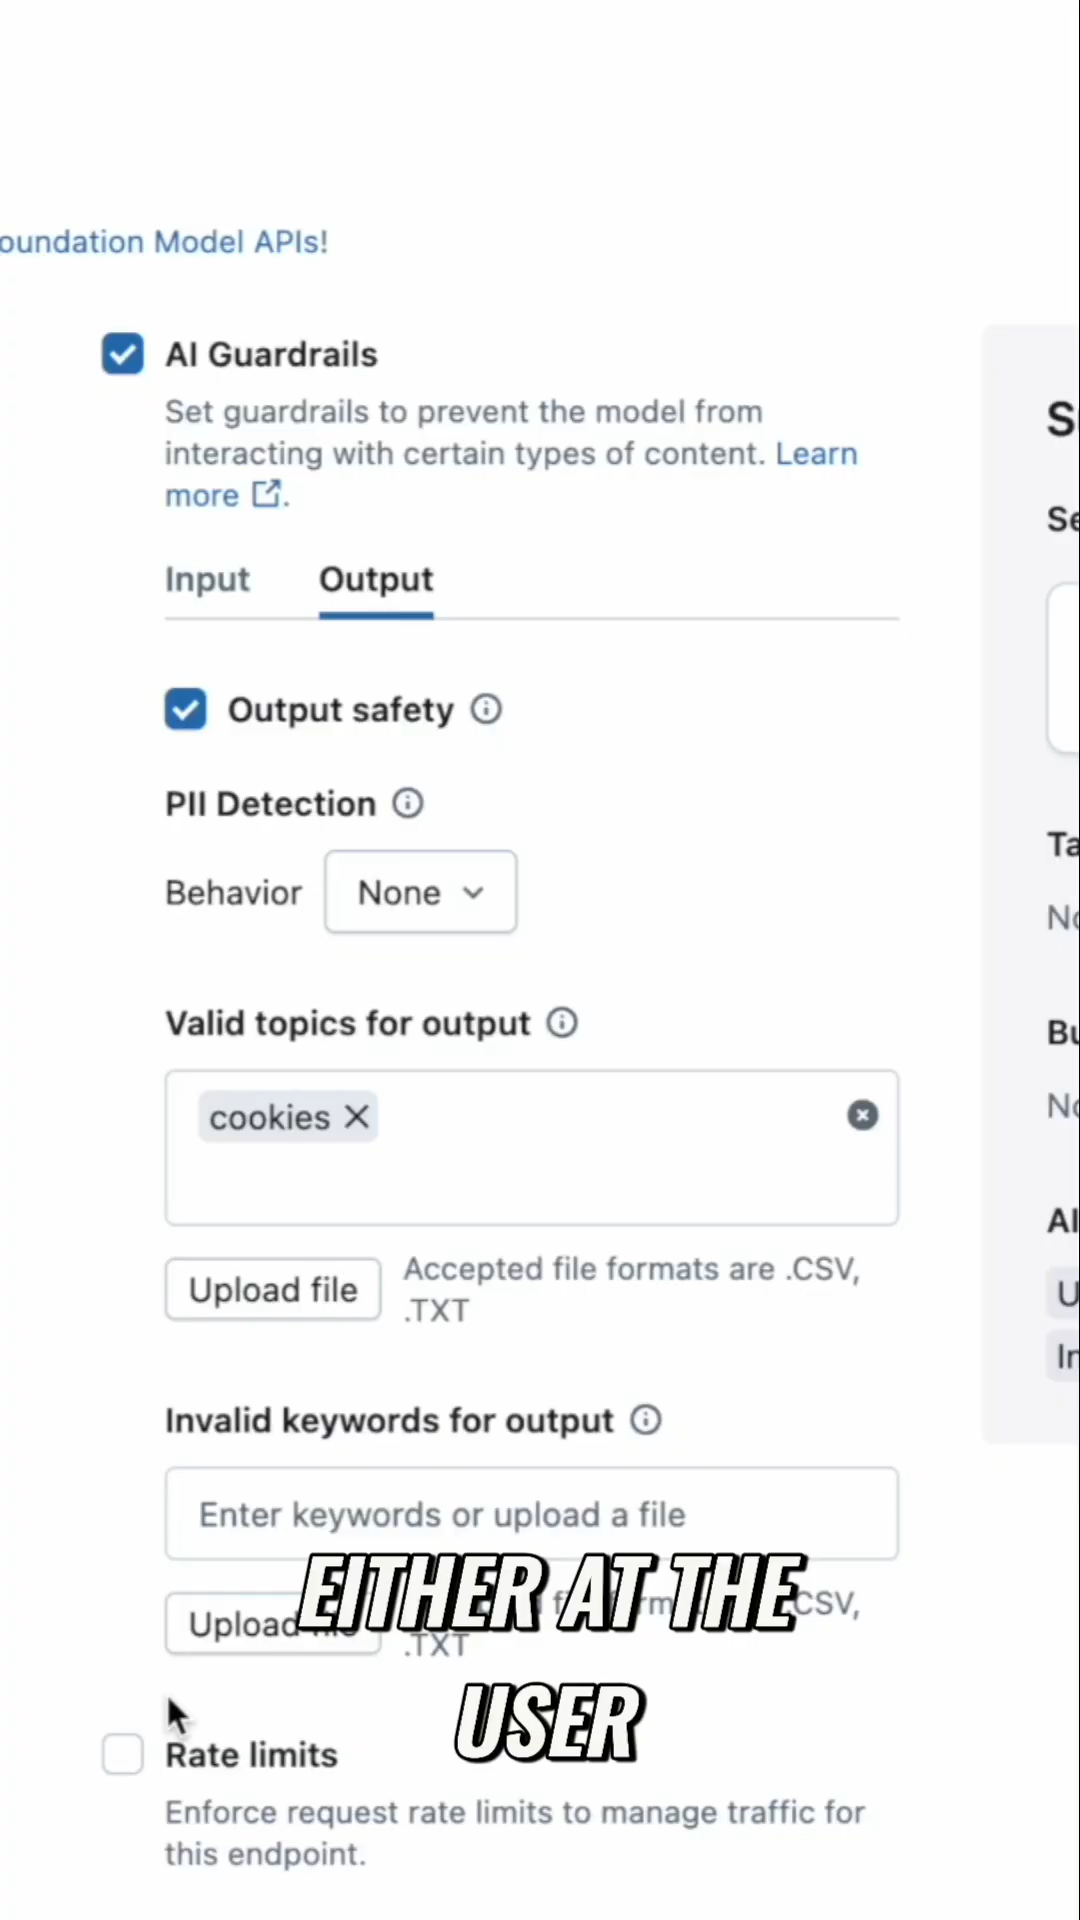 oundation Model APIs!
AI Guardrails
Set guardrails to prevent the model from
interacting with certain types of content. Learn
more.
Input Output
Output safety
PII Detection
Behavior None
Valid topics for output
cookies
Upload file Accepted file formats are .CSV,
.TXT
Invalid keywords for output
Enter keywords or upload a file
Upload .CSV,
.TXT
EITHER AT THE
USER
Rate limits
Enforce request rate limits to manage traffic for
this endpoint.
S
Se
Ta
No
Bu
No
AI
U
In